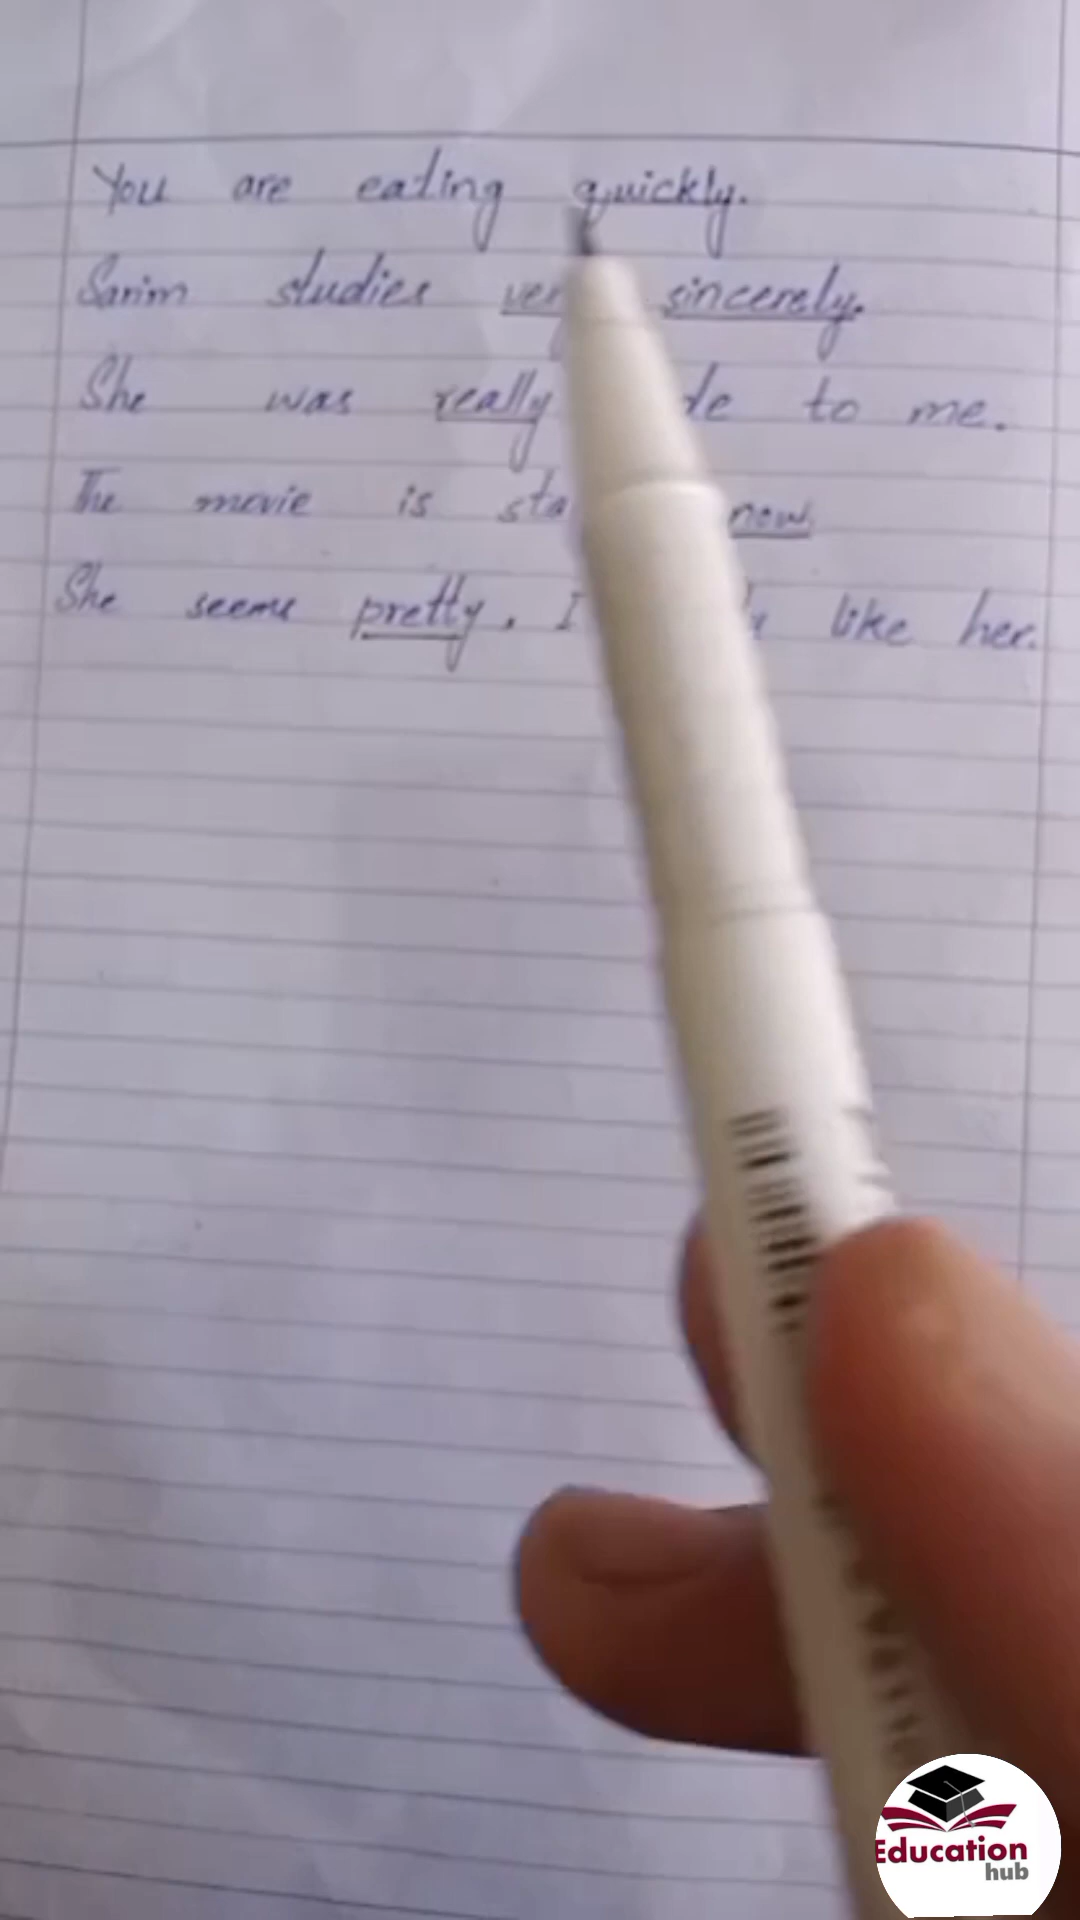 You are eating quickly.
Sarim studies sincerely.
She was really to me.
The movie is now
She seems pretty. I like her.
Education
hub